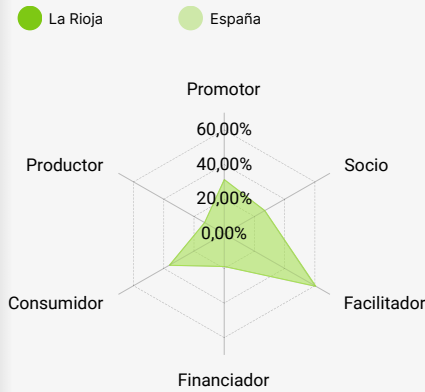 La Rioja
España
Promotor
60,00%
40,00%
20,00%
0,00%
Productor
Socio
Consumidor
Facilitador
Financiador